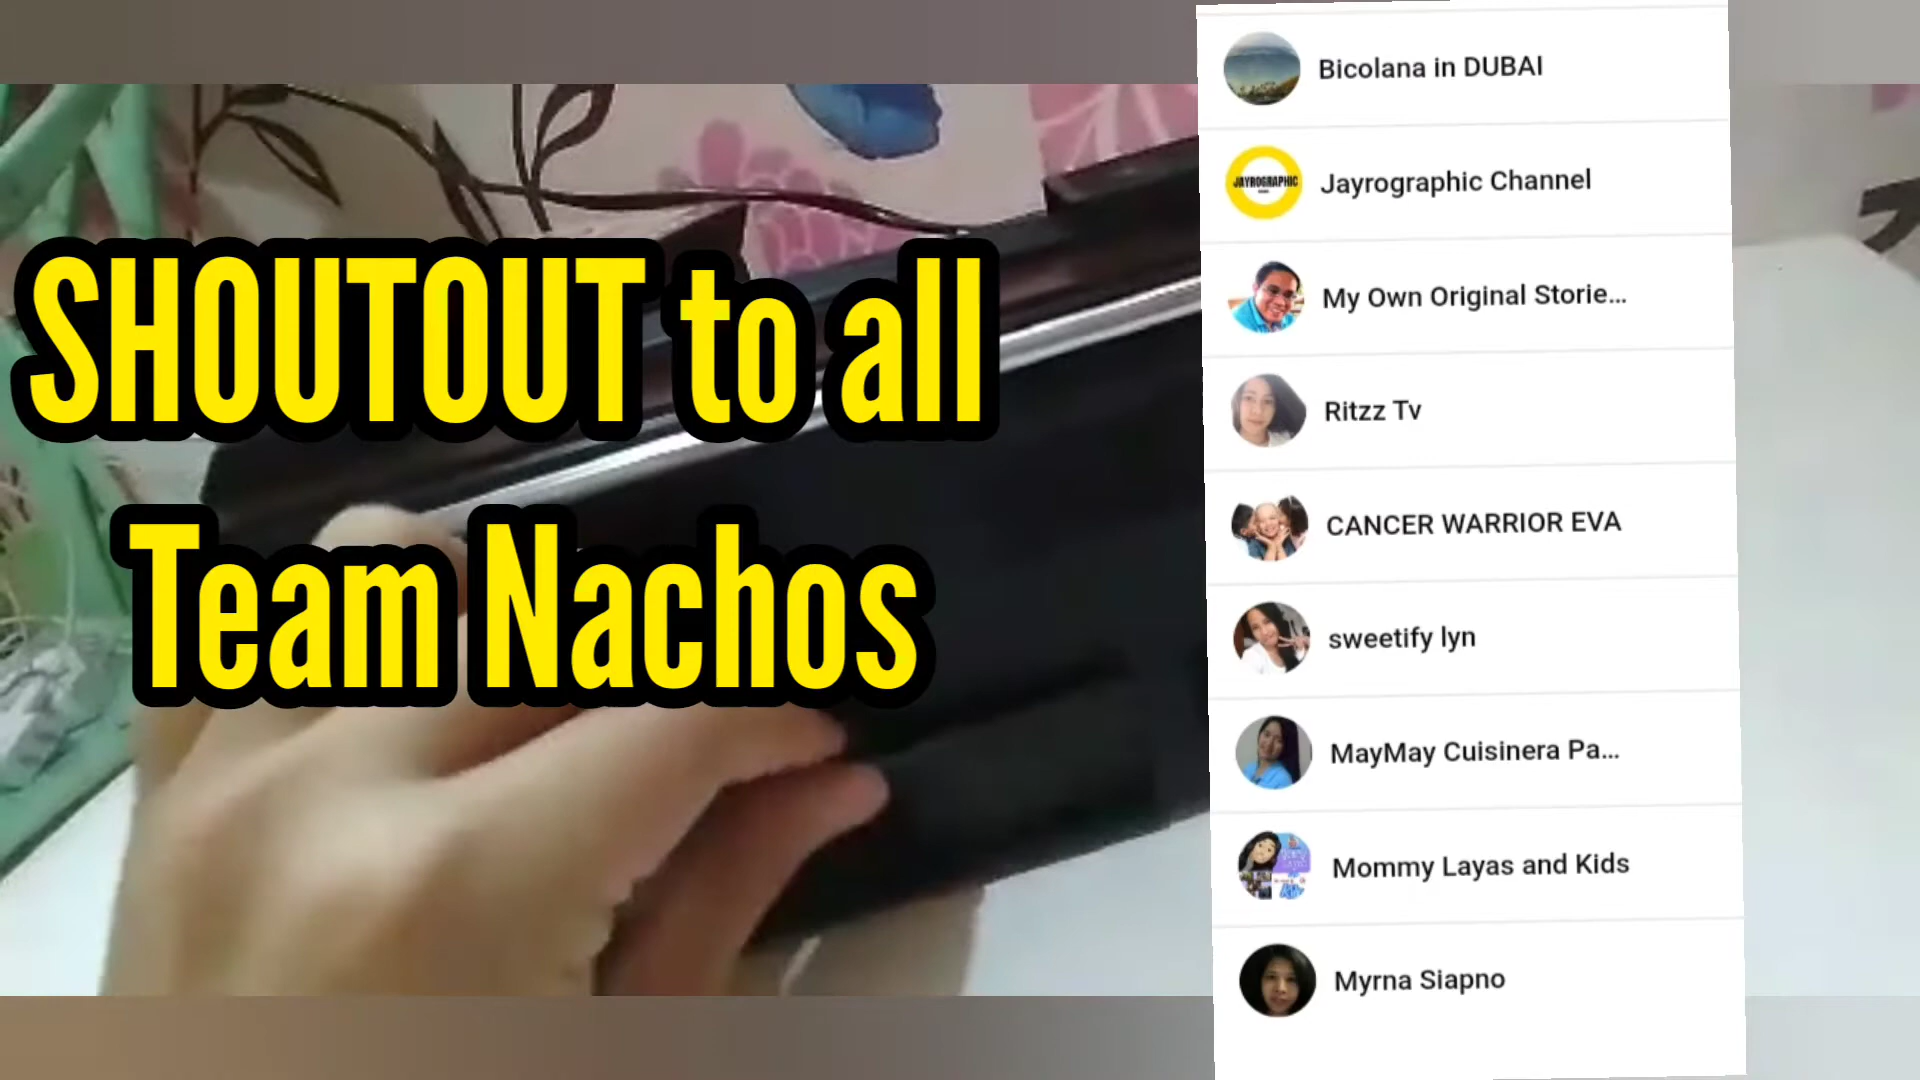 SHOUTOUT to all
Team Nachos
Bicolana in DUBAI
JAYROGRAPHIC
Jayrographic Channel
My Own Original Storie...
Ritzz Tv
CANCER WARRIOR EVA
sweetify lyn
MayMay Cuisinera Pa...
Mommy Layas and Kids
Myrna Siapno